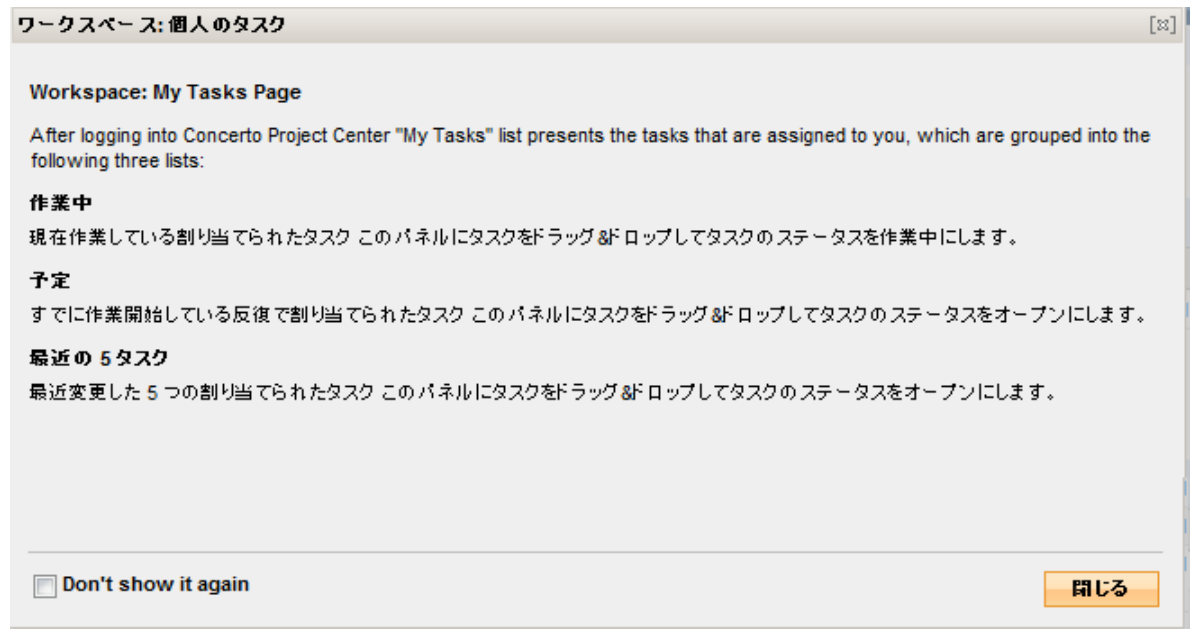 ワークスペース: 個人のタスク
Workspace: My Tasks Page
After logging into Concerto Project Center "My Tasks" list presents the tasks that are assigned to you, which are grouped into the
following three lists:
作業中
現在作業している割り当てられたタスク このパネルにタスクをドラッグ&ドロップしてタスクのステータスを作業中にします。
予定
すでに作業開始している反復で割り当てられたタスク このパネルにタスクをドラッグ&ドロップしてタスクのステータスをオープンにします。
最近の 5 タスク
最近変更した 5 つの割り当てられたタスク このパネルにタスクをドラッグ&ドロップしてタスクのステータスをオープンにします。
Don't show it again
閉じる